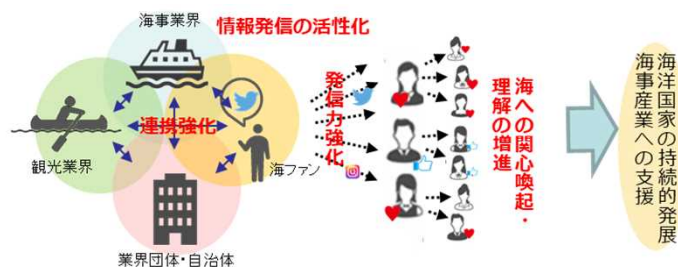 海事業界
情報発信の活性化
観光業界
連携強化
海ファン
業界団体・自治体
発信力強化
海への関心喚起・
理解の増進
海洋国家の持続的発展
海事産業への支援